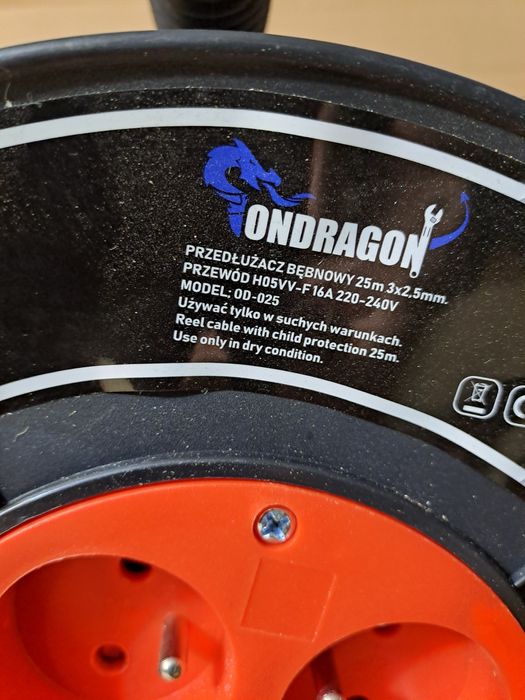 ONDRAGON
PRZEDŁUŻACZ BĘBNOWY 25m 3x2,5mm.
PRZEWÓD H05VV-F 16A 220-240V
MODEL: OD-025
Używać tylko w suchych warunkach.
Reel cable with child protection 25m.
Use only in dry condition.